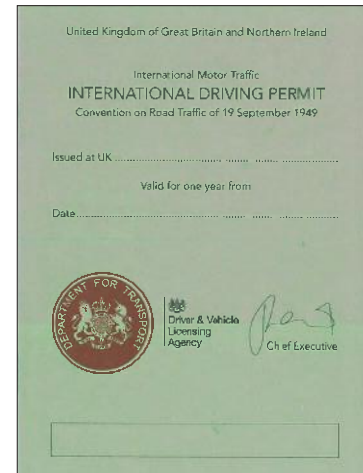 United Kingdom of Great Britain and Northern Ireland
International Motor Traffic
INTERNATIONAL DRIVING PERMIT
Convention on Road Traffic of 19 September 1949
Issued at UK
Valid for one year from
Date
DEPARTMENT FOR TRANSPORT
Driver & Vehicle
Licensing
Agency
Chief Executive